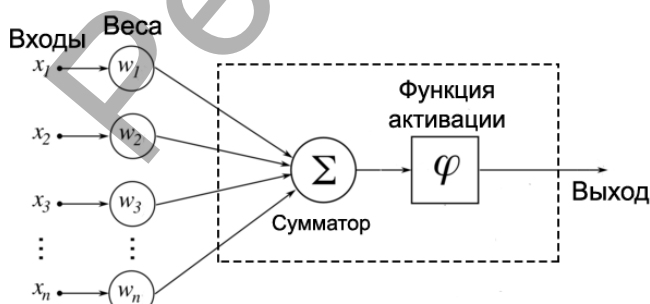 Входы
Веса
x1
w1
x2
w2
x3
w3
xn
wn
Σ
Сумматор
Функция
активации
φ
Выход